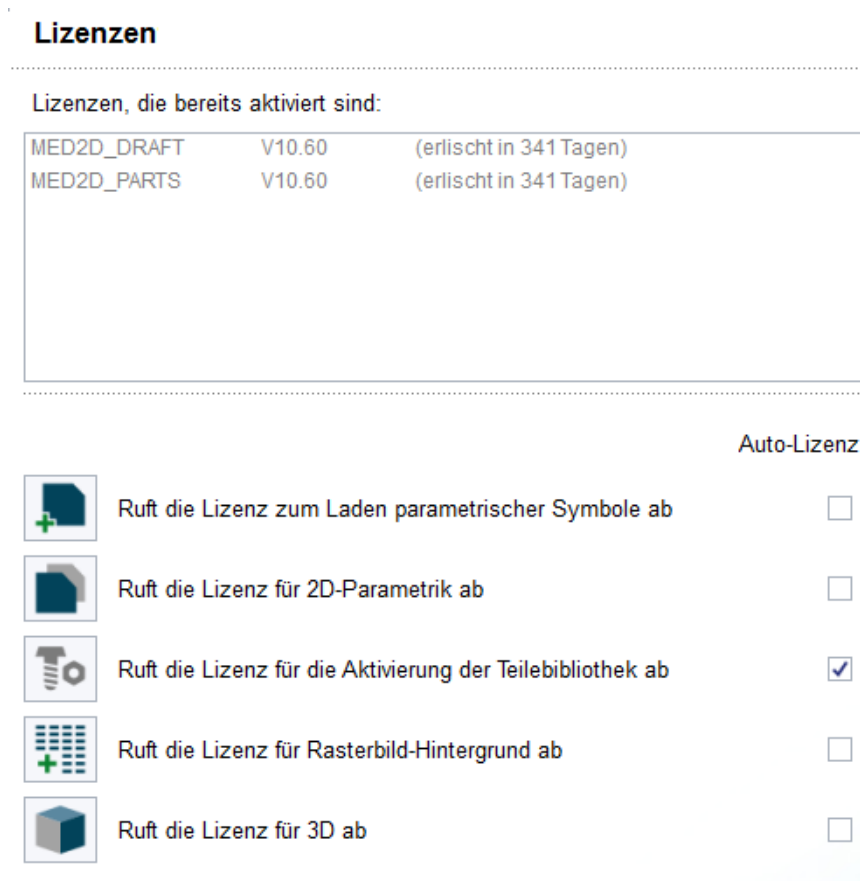 Lizenzen
Lizenzen, die bereits aktiviert sind:
MED2D_DRAFT V10.60 (erlischt in 341 Tagen)
MED2D_PARTS V10.60 (erlischt in 341 Tagen)
Auto-Lizenz
Ruft die Lizenz zum Laden parametrischer Symbole ab
Ruft die Lizenz für 2D-Parametrik ab
Ruft die Lizenz für die Aktivierung der Teilebibliothek ab
Ruft die Lizenz für Rasterbild-Hintergrund ab
Ruft die Lizenz für 3D ab